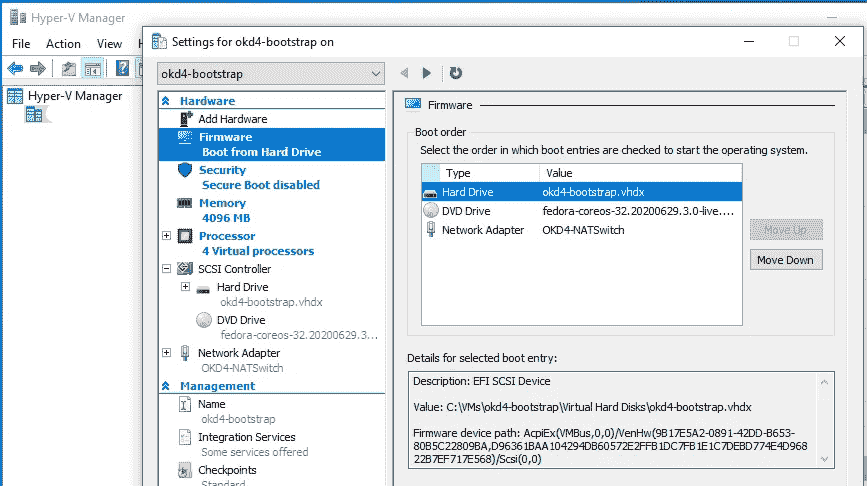 Hyper-V Manager
File Action View
Settings for okd4-bootstrap on
okd4-bootstrap
Hyper-V Manager
Hardware
Add Hardware
Firmware
Boot from Hard Drive
Security
Secure Boot disabled
Memory
4096 MB
Processor
4 Virtual processors
SCSI Controller
Hard Drive
okd4-bootstrap.vhdx
DVD Drive
fedora-coreos-32.20200629.3...
Network Adapter
OKD4-NATSwitch
Management
Name
okd4-bootstrap
Integration Services
Some services offered
Checkpoints
Standard
Firmware
Boot order
Select the order in which boot entries are checked to start the operating system.
Type Value
Hard Drive okd4-bootstrap.vhdx
DVD Drive fedora-coreos-32.20200629.3.0-live....
Network Adapter OKD4-NATSwitch
Move Up
Move Down
Details for selected boot entry:
Description: EFI SCSI Device
Value: C:\VMs\okd4-bootstrap\Virtual Hard Disks\okd4-bootstrap.vhdx
Firmware device path: AcpiEx(VMBus,0,0)/VenHw(9B17E5A2-0891-42DD-B653-
80B5C22809BA,D96361BAA104294DB60572E2FFB1DC7FB1E1C7DEBD774E4D968
22B7EF717E568)/Scsi(0,0)